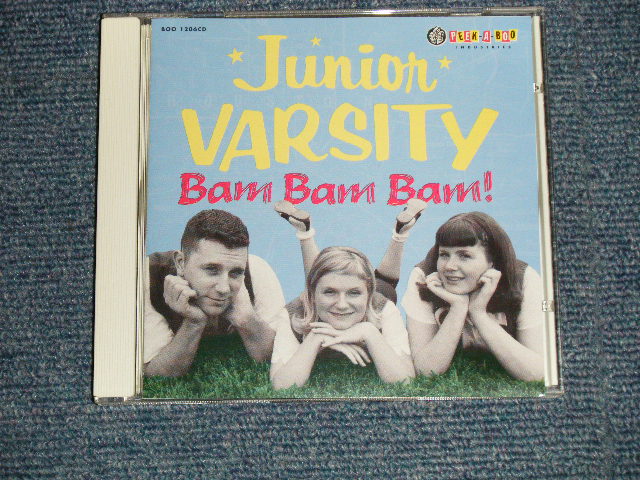 BOO 1206CD
PEEK-A-BOO
INDUSTRIES
Junior
VARSITY
Bam Bam Bam!